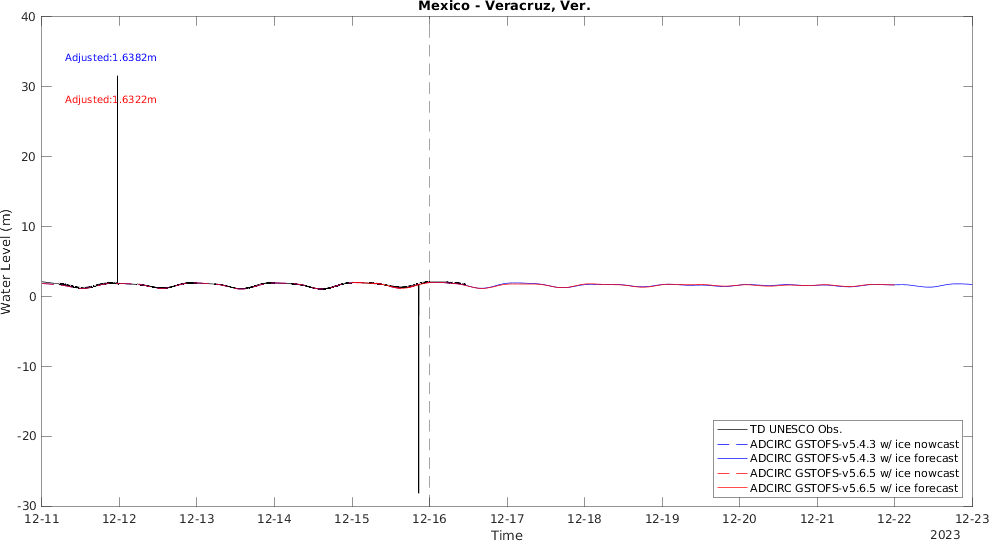 Mexico - Veracruz, Ver.
40
30
20
10
0
-10
-20
-30
Water Level (m)
Adjusted:1.6382m
Adjusted:1.6322m
TD UNESCO Obs.
ADCIRC GSTOFS-v5.4.3 w/ ice nowcast
ADCIRC GSTOFS-v5.4.3 w/ ice forecast
ADCIRC GSTOFS-v5.6.5 w/ ice nowcast
ADCIRC GSTOFS-v5.6.5 w/ ice forecast
12-11 12-12 12-13 12-14 12-15 12-16 12-17 12-18 12-19 12-20 12-21 12-22 12-23
Time
2023